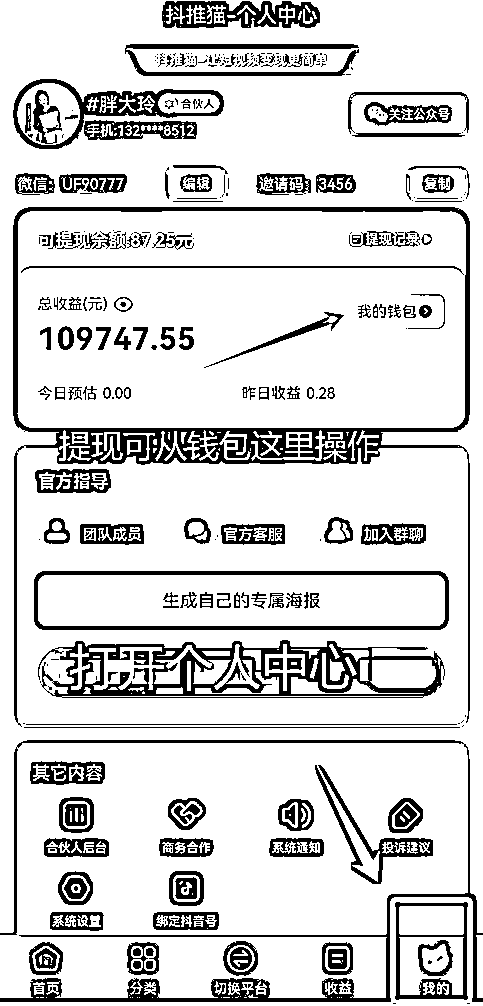 抖推猫-个人中心
抖推猫-让短视频变现更简单
#胖大玲 合伙人
手机:132****8512
关注公众号
微信: UF90777 编辑 邀请码: 3456 复制
可提现余额:87.25元 提现记录
总收益(元)
109747.55
我的钱包
今日预估 0.00 昨日收益 0.28
提现可从钱包这里操作
官方指导
团队成员 官方客服 加入群聊
生成自己的专属海报
打开个人中心
其它内容
合伙人后台 商务合作 系统通知 投诉建议
系统设置 绑定抖音号
首页 分类 切换平台 收益 我的